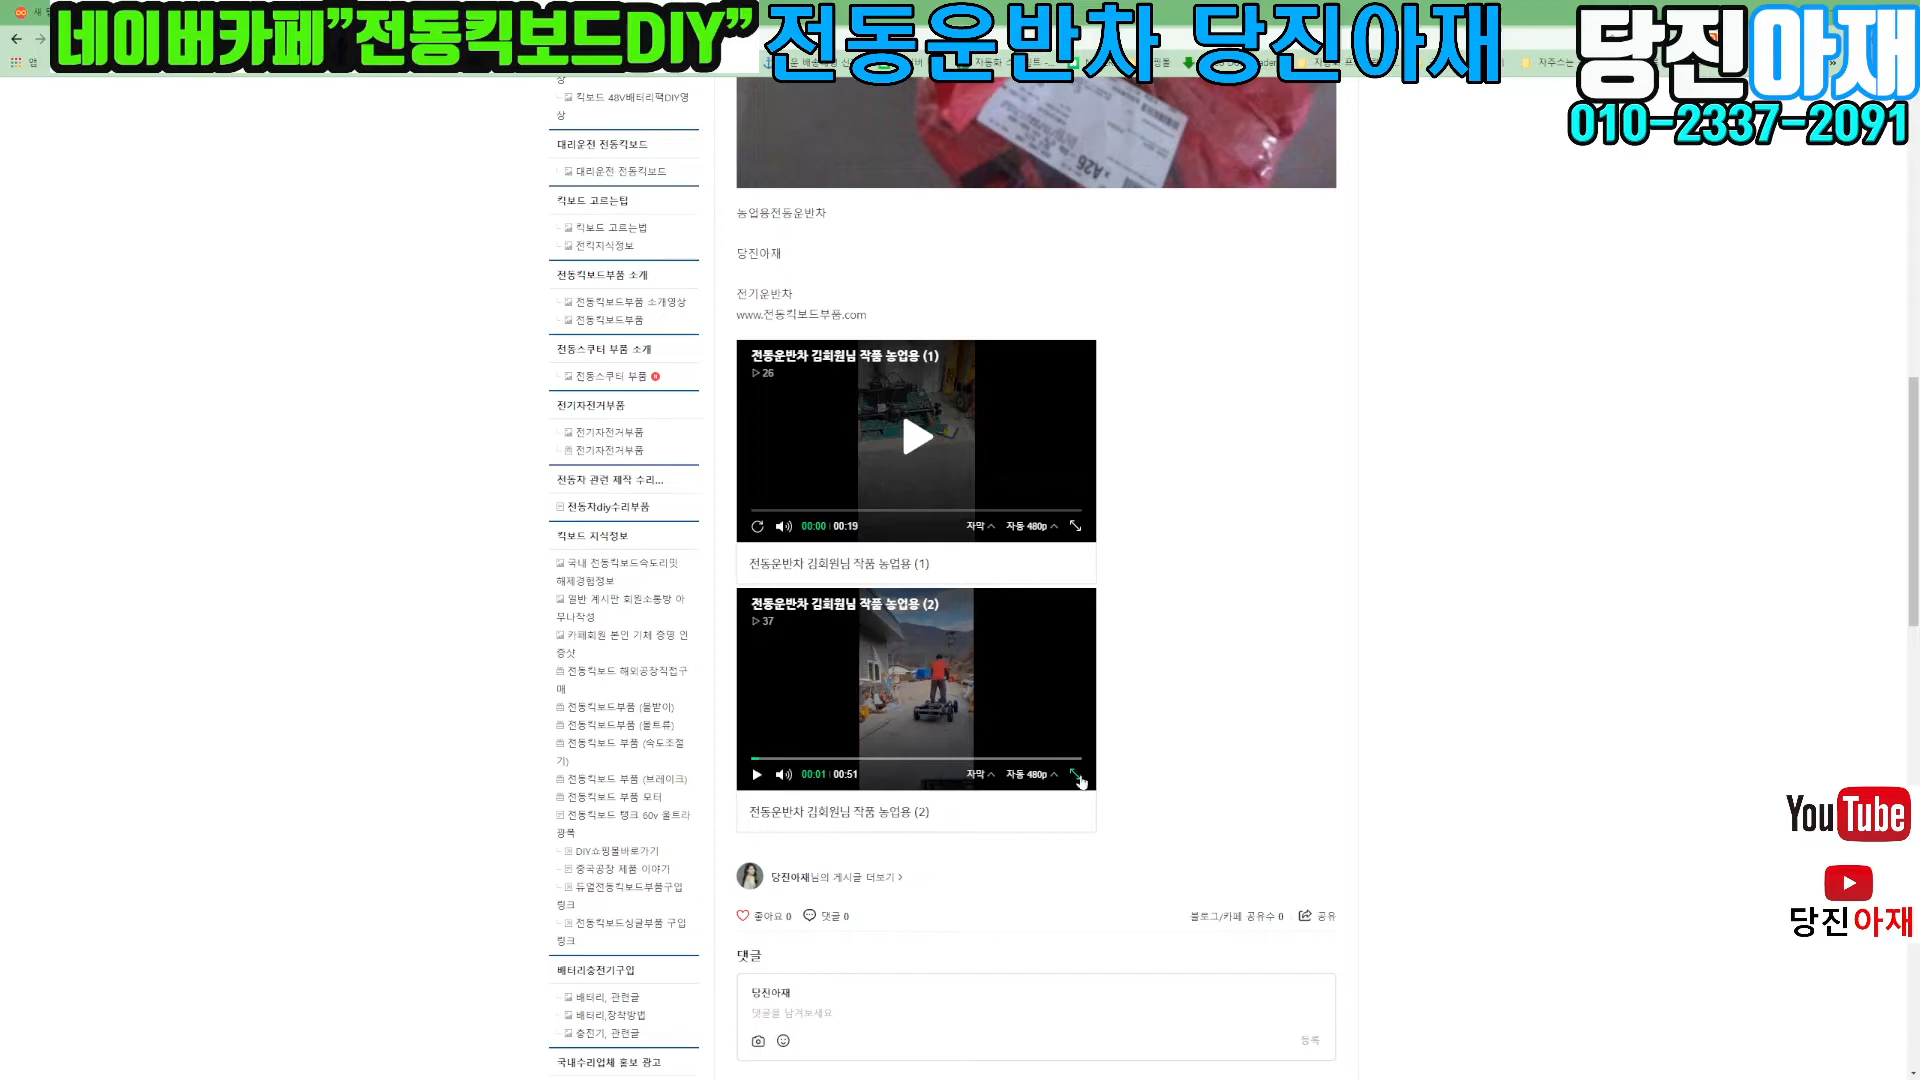 네이버카페"전동킥보드DIY"
전동운반차 당진아재
당진아재
010-2337-2091
상
킥보드 48V배터리팩DIY영
상
대리운전 전동킥보드
대리운전 전동킥보드
킥보드 고르는팁
킥보드 고르는법
전킥지식정보
전동킥보드부품 소개
전동킥보드부품 소개영상
전동킥보드부품
전동스쿠터 부품 소개
전동스쿠터 부품
전기자전거부품
전기자전거부품
전기자전거부품
전동차 관련 제작 수리...
전동차diy수리부품
킥보드 지식정보
국내 전동킥보드속도리밋
해제경험정보
일반 게시판 회원소통방 아
무나작성
카페회원 본인 기체 증명 인
증샷
전동킥보드 해외공장직접구
매
전동킥보드부품 (물받이)
전동킥보드부품 (볼트류)
전동킥보드 부품 (속도조절
기)
전동킥보드 부품 (브레이크)
전동킥보드 부품 모터
전동킥보드 탱크 60v 울트라
광폭
DIY쇼핑몰바로가기
중국공장 제품 이야기
듀얼전동킥보드부품구입
링크
전동킥보드싱글부품 구입
링크
배터리충전기구입
배터리, 관련글
배터리,장착방법
충전기, 관련글
국내수리업체 홍보 광고
A26
농업용전동운반차
당진아재
전기운반차
www.전동킥보드부품.com
전동운반차 김회원님 작품 농업용 (1)
26
00:00 00:19 자막 자동 480p
전동운반차 김회원님 작품 농업용 (1)
전동운반차 김회원님 작품 농업용 (2)
37
00:01 00:51 자막 자동 480p
전동운반차 김회원님 작품 농업용 (2)
당진아재님의 게시글 더보기
좋아요 0 댓글 0 블로그/카페 공유수 0 공유
댓글
당진아재
댓글을 남겨보세요
등록
YouTube
당진아재